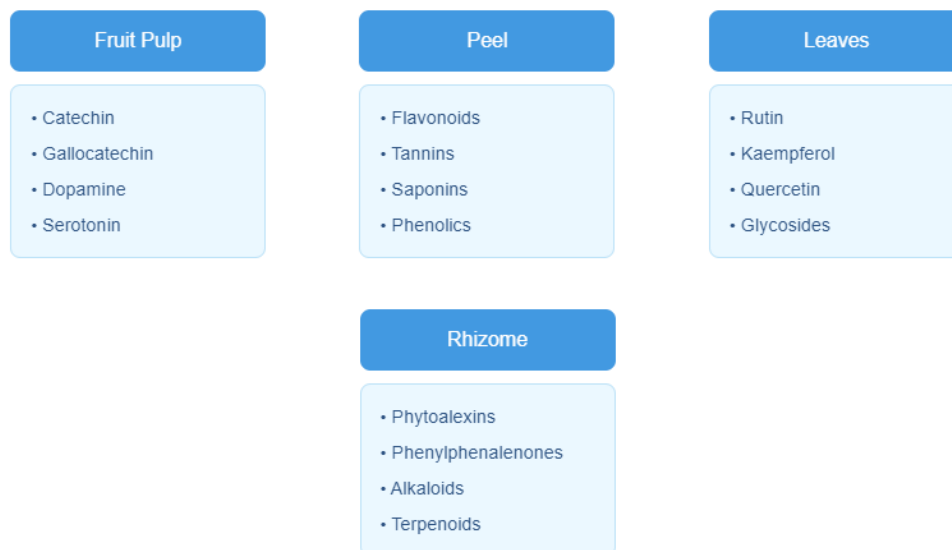 Fruit Pulp
• Catechin
• Gallocatechin
• Dopamine
• Serotonin
Peel
• Flavonoids
• Tannins
• Saponins
• Phenolics
Leaves
• Rutin
• Kaempferol
• Quercetin
• Glycosides
Rhizome
• Phytoalexins
• Phenylphenalenones
• Alkaloids
• Terpenoids